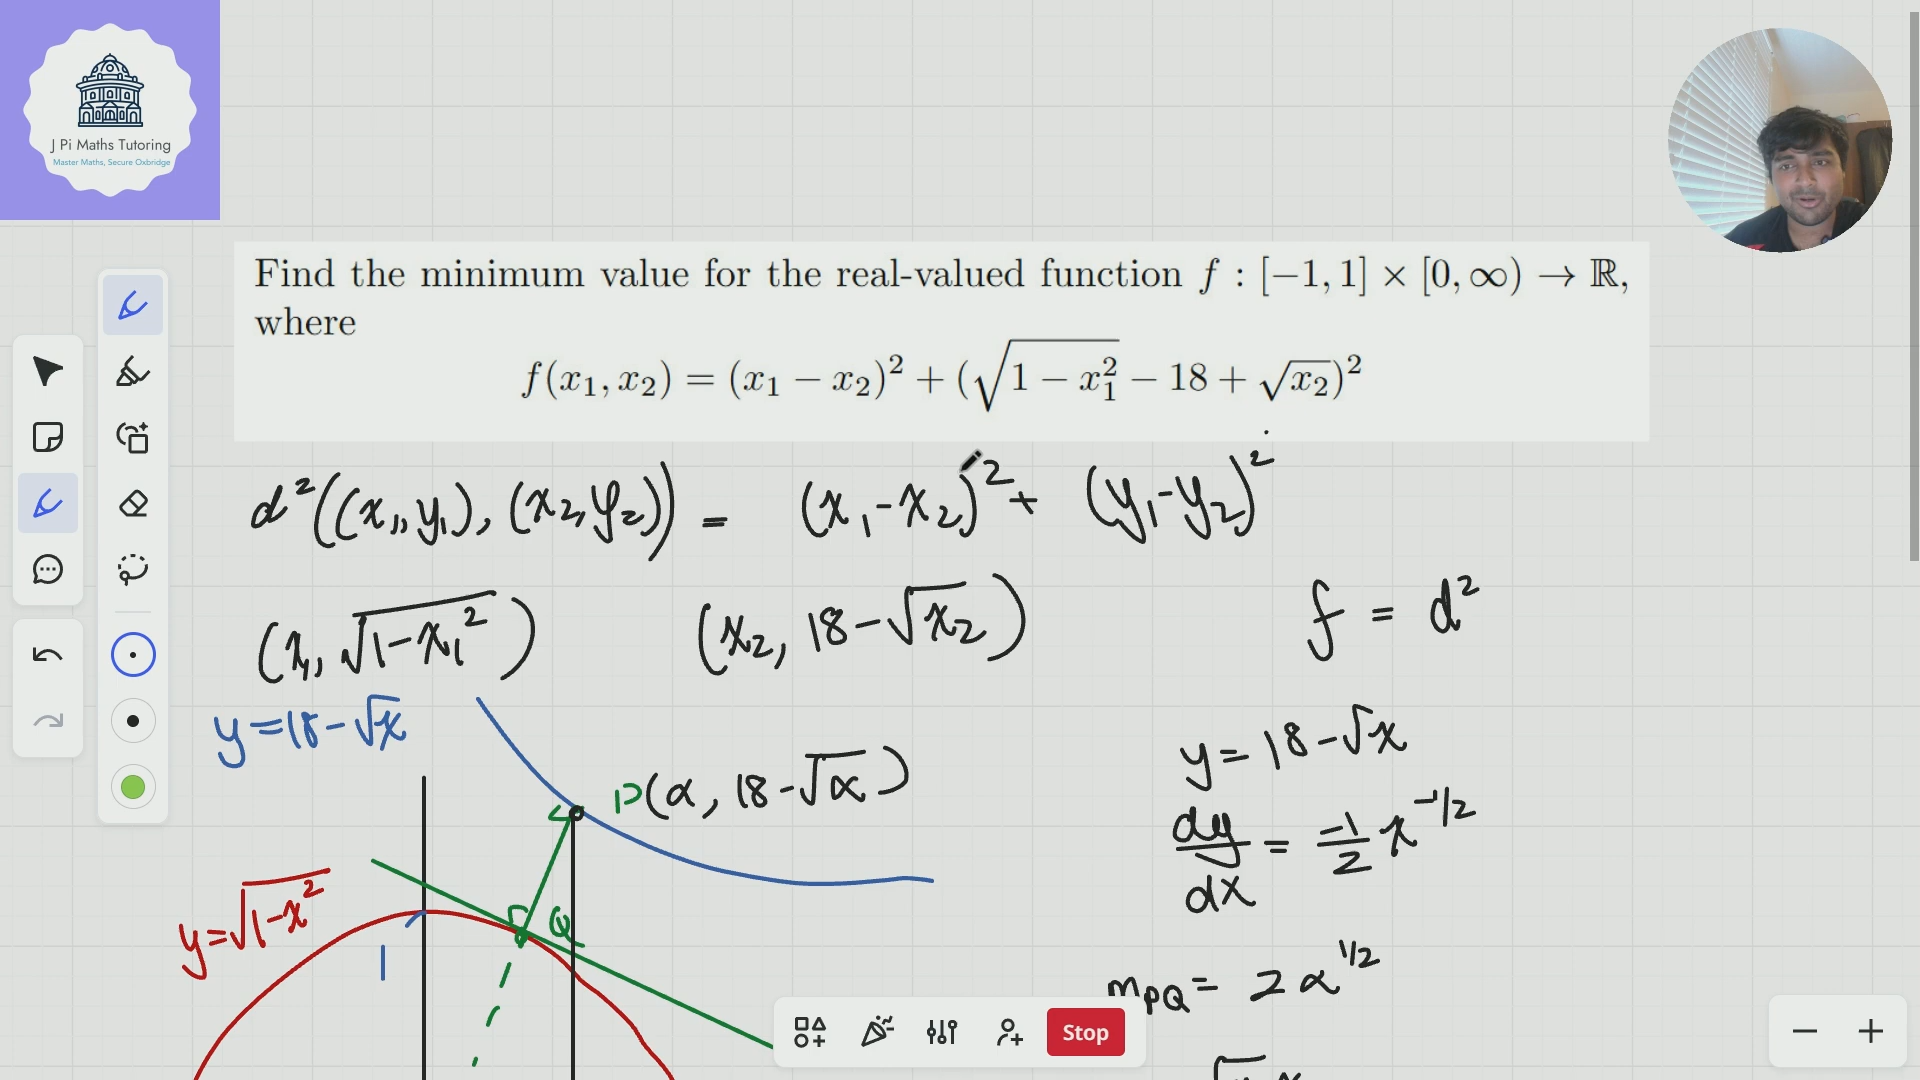 J Pi Maths Tutoring
Master Maths, Secure Oxbridge
Find the minimum value for the real-valued function f : [−1, 1] × [0, ∞) → ℝ,
where
f(x₁, x₂) = (x₁ − x₂)² + (√(1 − x₁²) − 18 + √x₂)²
d²((x₁, y₁), (x₂, y₂)) = (x₁ - x₂)² + (y₁ - y₂)²
(x₁, √(1 - x₁²)) (x₂, 18 - √x₂) f = d²
y = 18 - √x
P(α, 18 - √α)
y = 18 - √x
dy/dx = -1/2 x^(-1/2)
y = √(1 - x²)
1
Q
m_PQ = 2α^(1/2)
Stop